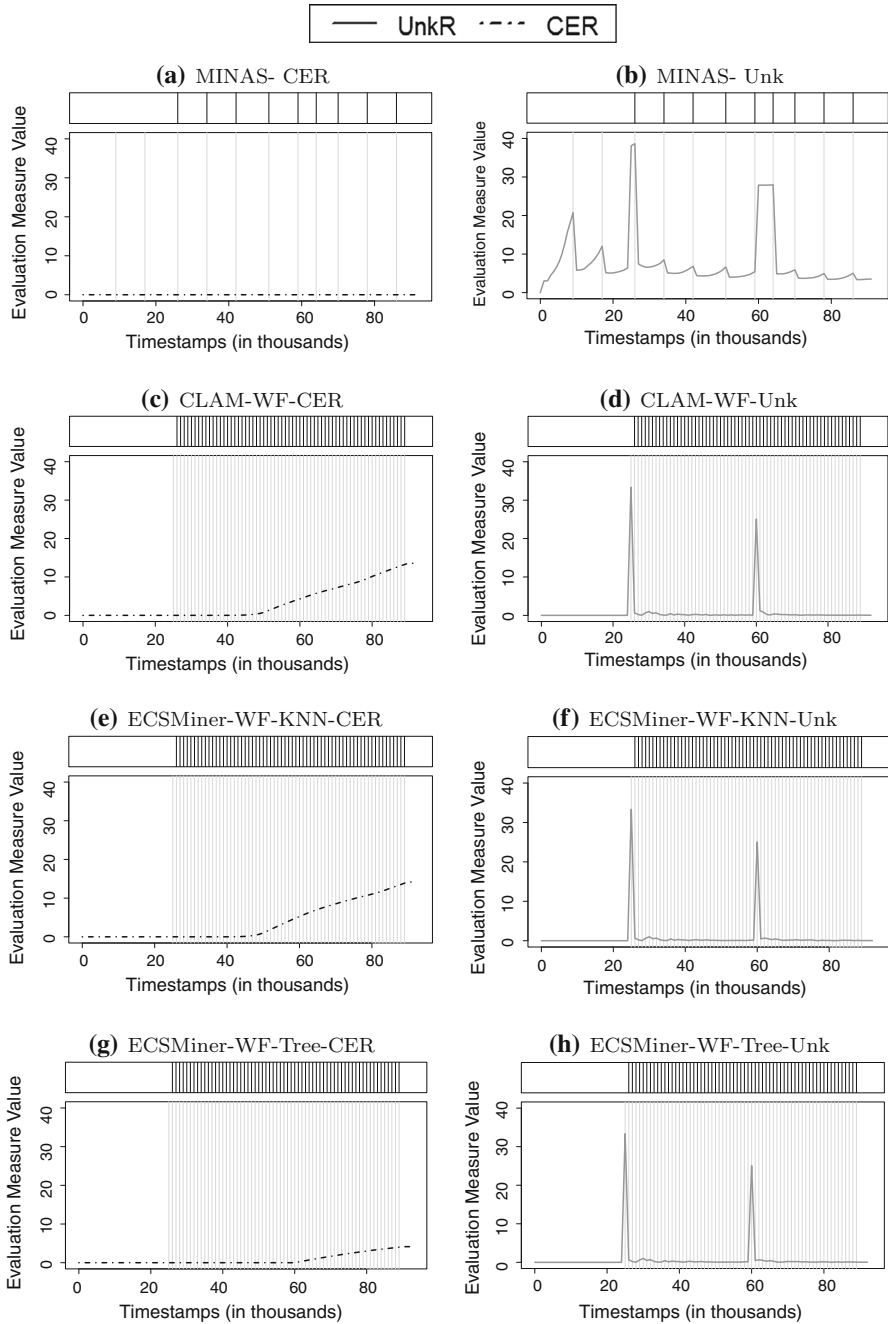 UnkR CER
(a) MINAS- CER
(b) MINAS- Unk
Evaluation Measure Value
0 10 20 30 40
0 20 40 60 80
Timestamps (in thousands)
Evaluation Measure Value
0 10 20 30 40
0 20 40 60 80
Timestamps (in thousands)
(c) CLAM-WF-CER
(d) CLAM-WF-Unk
Evaluation Measure Value
0 10 20 30 40
0 20 40 60 80
Timestamps (in thousands)
Evaluation Measure Value
0 10 20 30 40
0 20 40 60 80
Timestamps (in thousands)
(e) ECSMiner-WF-KNN-CER
(f) ECSMiner-WF-KNN-Unk
Evaluation Measure Value
0 10 20 30 40
0 20 40 60 80
Timestamps (in thousands)
Evaluation Measure Value
0 10 20 30 40
0 20 40 60 80
Timestamps (in thousands)
(g) ECSMiner-WF-Tree-CER
(h) ECSMiner-WF-Tree-Unk
Evaluation Measure Value
0 10 20 30 40
0 20 40 60 80
Timestamps (in thousands)
Evaluation Measure Value
0 10 20 30 40
0 20 40 60 80
Timestamps (in thousands)